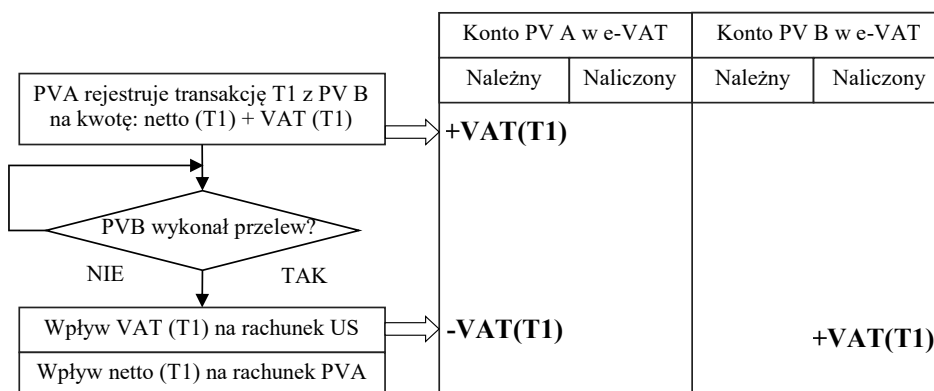 Konto PV A w e-VAT
Konto PV B w e-VAT
Należny
Naliczony
Należny
Naliczony
PVA rejestruje transakcję T1 z PV B
na kwotę: netto (T1) + VAT (T1)
+VAT(T1)
PVB wykonał przelew?
NIE
TAK
Wpływ VAT (T1) na rachunek US
-VAT(T1)
+VAT(T1)
Wpływ netto (T1) na rachunek PVA